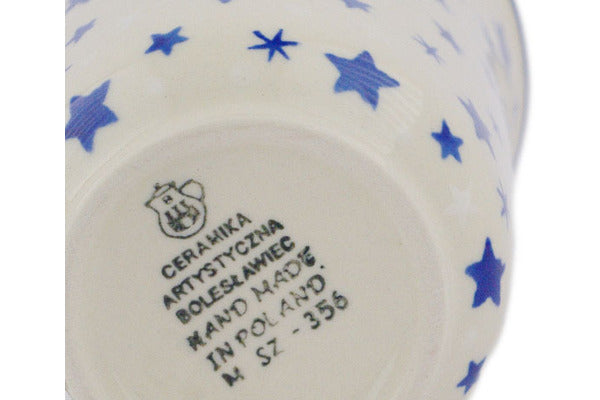 B
CERAMIKA
ARTYSTYCZNA
BOLESŁAWIEC
HAND MADE
IN POLAND.
M SZ - 356